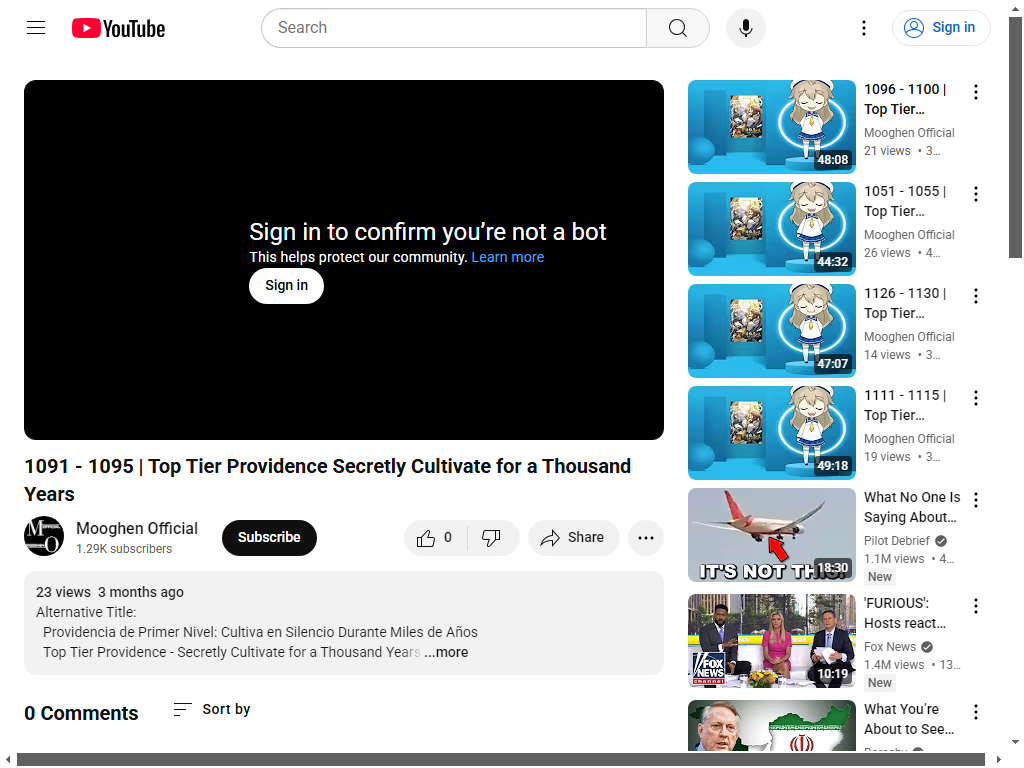 YouTube
Search
Sign in
Sign in to confirm you’re not a bot
This helps protect our community. Learn more
Sign in
1091 - 1095 | Top Tier Providence Secretly Cultivate for a Thousand
Years
Mooghen Official
1.29K subscribers
Subscribe
0
Share
...
23 views 3 months ago
Alternative Title:
Providencia de Primer Nivel: Cultiva en Silencio Durante Miles de Años
Top Tier Providence - Secretly Cultivate for a Thousand Years ...more
0 Comments
Sort by
48:08
1096 - 1100 |
Top Tier…
Mooghen Official
21 views • 3…
44:32
1051 - 1055 |
Top Tier…
Mooghen Official
26 views • 4…
47:07
1126 - 1130 |
Top Tier…
Mooghen Official
14 views • 3…
49:18
1111 - 1115 |
Top Tier…
Mooghen Official
19 views • 3…
IT'S NOT THIS!
18:30
What No One Is
Saying About…
Pilot Debrief
1.1M views • 4…
New
FOX
NEWS
channel
10:19
'FURIOUS':
Hosts react…
Fox News
1.4M views • 13…
New
What You’re
About to See…